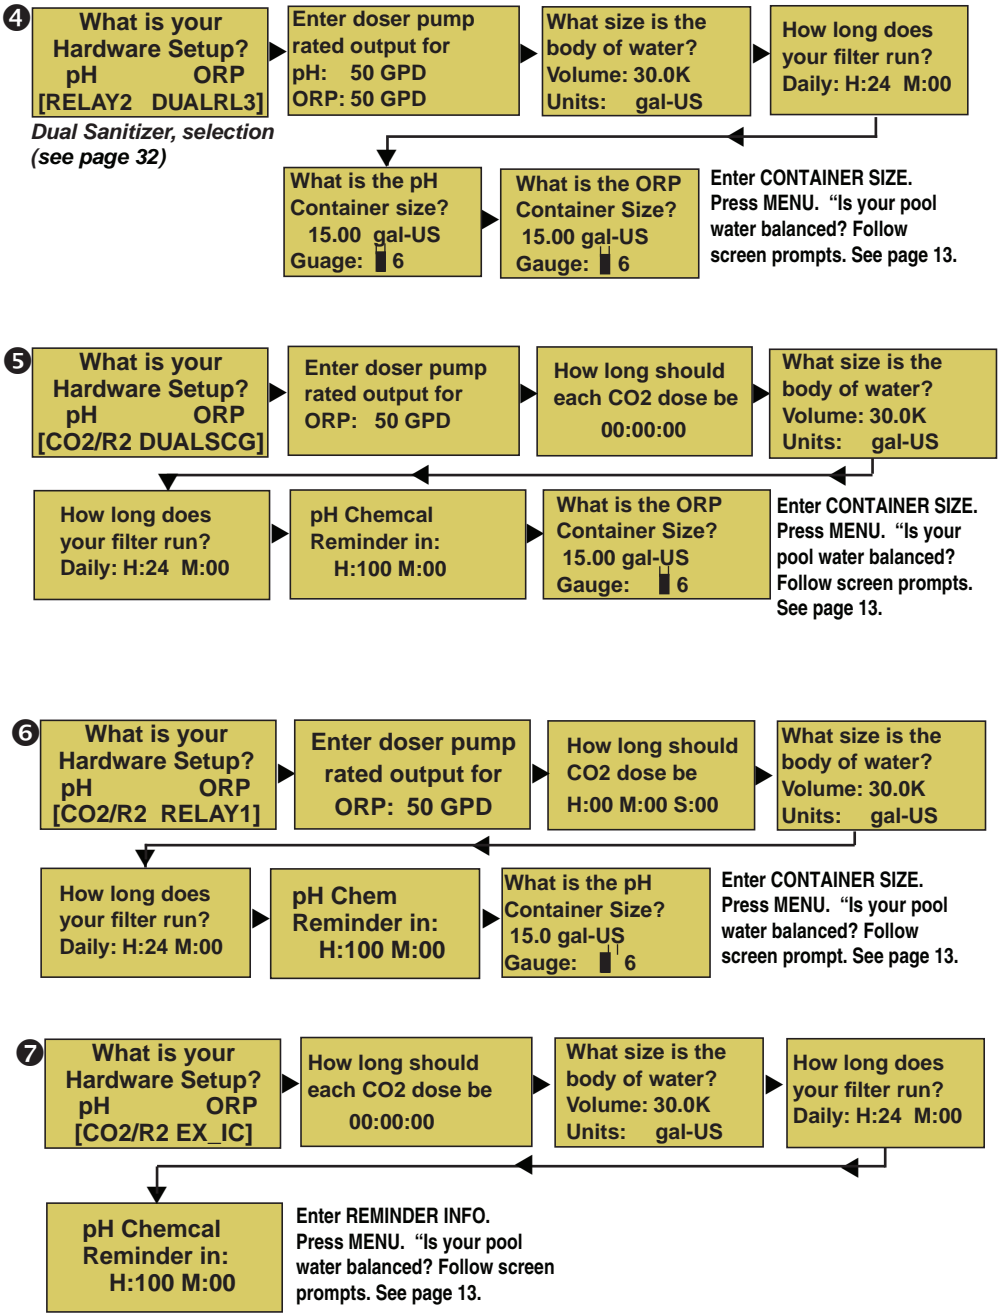 4
What is your
Hardware Setup?
pH ORP
[RELAY2 DUALRL3]
Dual Sanitizer, selection
(see page 32)
Enter doser pump
rated output for
pH: 50 GPD
ORP: 50 GPD
What size is the
body of water?
Volume: 30.0K
Units: gal-US
How long does
your filter run?
Daily: H:24 M:00
What is the pH
Container size?
15.00 gal-US
Guage: 6
What is the ORP
Container Size?
15.00 gal-US
Gauge: 6
Enter CONTAINER SIZE.
Press MENU. “Is your pool
water balanced? Follow
screen prompts. See page 13.
5
What is your
Hardware Setup?
pH ORP
[CO2/R2 DUALSCG]
Enter doser pump
rated output for
ORP: 50 GPD
How long should
each CO2 dose be
00:00:00
What size is the
body of water?
Volume: 30.0K
Units: gal-US
How long does
your filter run?
Daily: H:24 M:00
pH Chemcal
Reminder in:
H:100 M:00
What is the ORP
Container Size?
15.00 gal-US
Gauge: 6
Enter CONTAINER SIZE.
Press MENU. “Is your
pool water balanced?
Follow screen prompts.
See page 13.
6
What is your
Hardware Setup?
pH ORP
[CO2/R2 RELAY1]
Enter doser pump
rated output for
ORP: 50 GPD
How long should
CO2 dose be
H:00 M:00 S:00
What size is the
body of water?
Volume: 30.0K
Units: gal-US
How long does
your filter run?
Daily: H:24 M:00
pH Chem
Reminder in:
H:100 M:00
What is the pH
Container Size?
15.0 gal-US
Gauge: 6
Enter CONTAINER SIZE.
Press MENU. “Is your pool
water balanced? Follow
screen prompt. See page 13.
7
What is your
Hardware Setup?
pH ORP
[CO2/R2 EX_IC]
How long should
each CO2 dose be
00:00:00
What size is the
body of water?
Volume: 30.0K
Units: gal-US
How long does
your filter run?
Daily: H:24 M:00
pH Chemcal
Reminder in:
H:100 M:00
Enter REMINDER INFO.
Press MENU. “Is your pool
water balanced? Follow screen
prompts. See page 13.